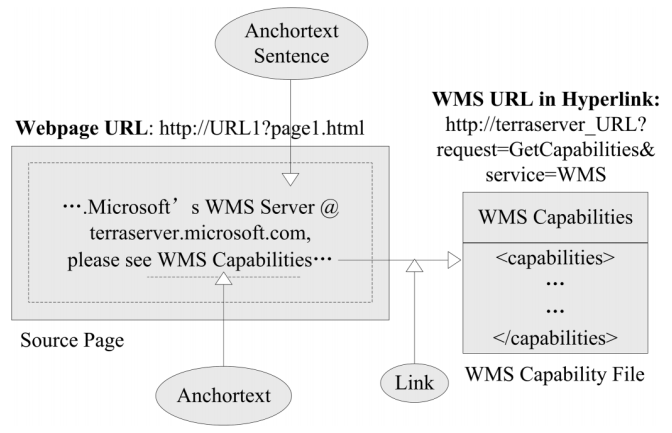 Anchortext
Sentence
Webpage URL: http://URL1?page1.html
….Microsoft’s WMS Server @
terraserver.microsoft.com,
please see WMS Capabilities…
Source Page
Anchortext
Link
WMS URL in Hyperlink:
http://terraserver_URL?
request=GetCapabilities&
service=WMS
WMS Capabilities
<capabilities>
…
…
</capabilities>
WMS Capability File